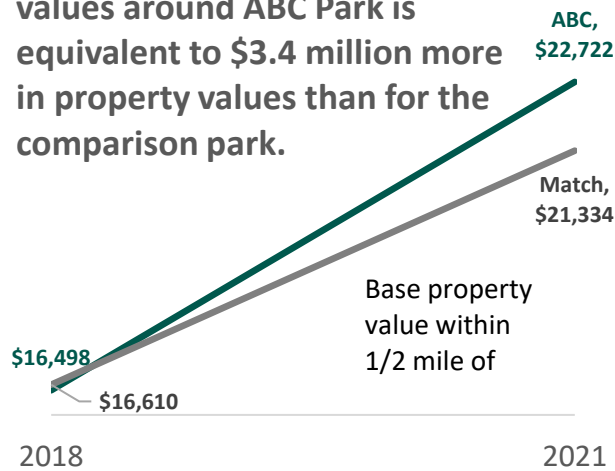 values around ABC Park is
equivalent to $3.4 million more
in property values than for the
comparison park.
ABC,
$22,722
Match,
$21,334
Base property
value within
1/2 mile of
$16,498
$16,610
2018
2021